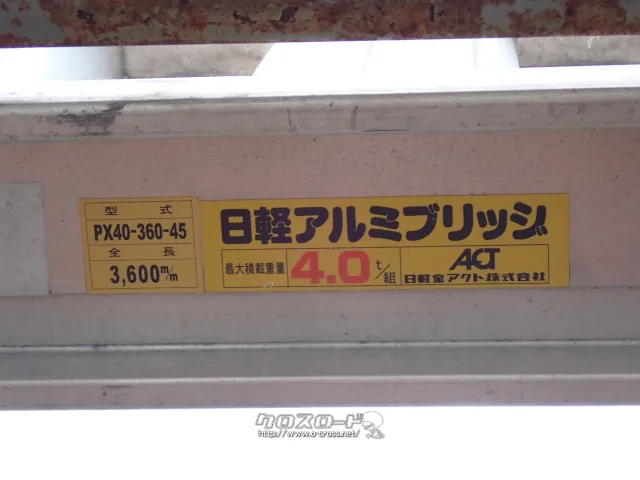 型式
PX40-360-45
全長
3,600m/m
日軽アルミブリッジ
最大積載重量
4.0t/組
ACT
日軽金アクト株式会社
クロスロード
http://www.o-cross.net/